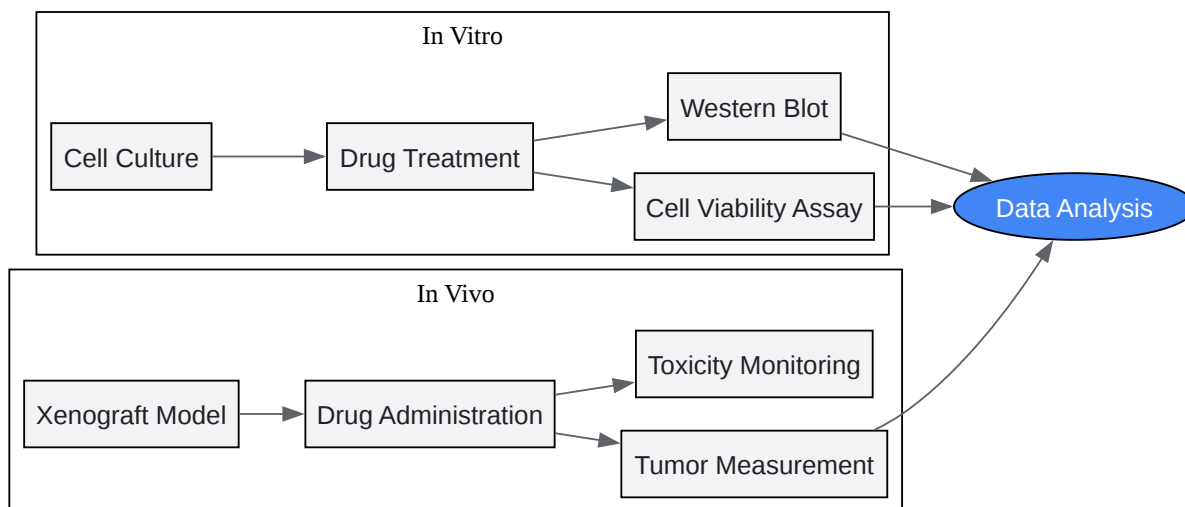 In Vitro
Cell Culture
Drug Treatment
Western Blot
Cell Viability Assay
Data Analysis
In Vivo
Xenograft Model
Drug Administration
Toxicity Monitoring
Tumor Measurement